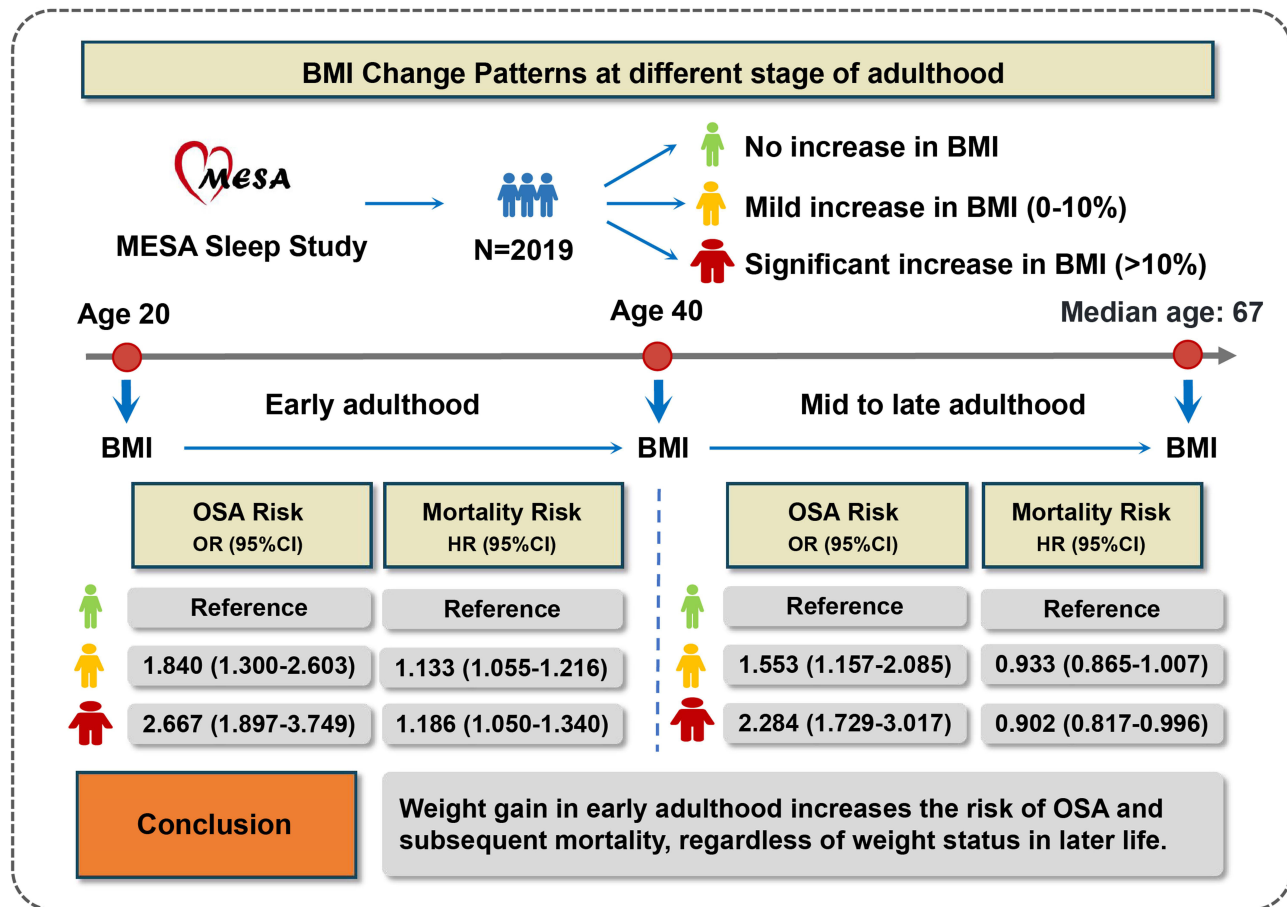 BMI Change Patterns at different stage of adulthood
MESA
MESA Sleep Study
N=2019
No increase in BMI
Mild increase in BMI (0-10%)
Significant increase in BMI (>10%)
Age 20
Age 40
Median age: 67
Early adulthood
Mid to late adulthood
BMI
BMI
BMI
OSA Risk
OR (95%CI)
Mortality Risk
HR (95%CI)
OSA Risk
OR (95%CI)
Mortality Risk
HR (95%CI)
Reference
Reference
Reference
Reference
1.840 (1.300-2.603)
1.133 (1.055-1.216)
1.553 (1.157-2.085)
0.933 (0.865-1.007)
2.667 (1.897-3.749)
1.186 (1.050-1.340)
2.284 (1.729-3.017)
0.902 (0.817-0.996)
Conclusion
Weight gain in early adulthood increases the risk of OSA and
subsequent mortality, regardless of weight status in later life.